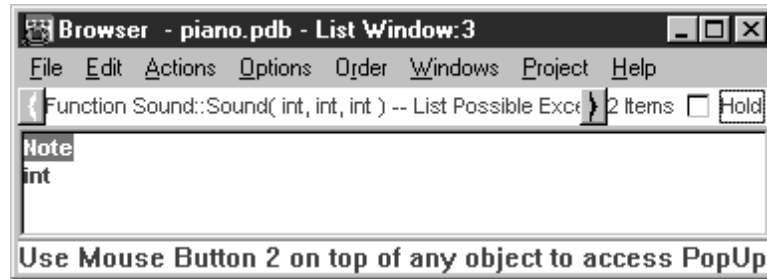 Browser - piano.pdb - List Window:3
File Edit Actions Options Order Windows Project Help
Function Sound::Sound( int, int, int ) -- List Possible Exce 2 Items Hold
Note
int
Use Mouse Button 2 on top of any object to access PopUp